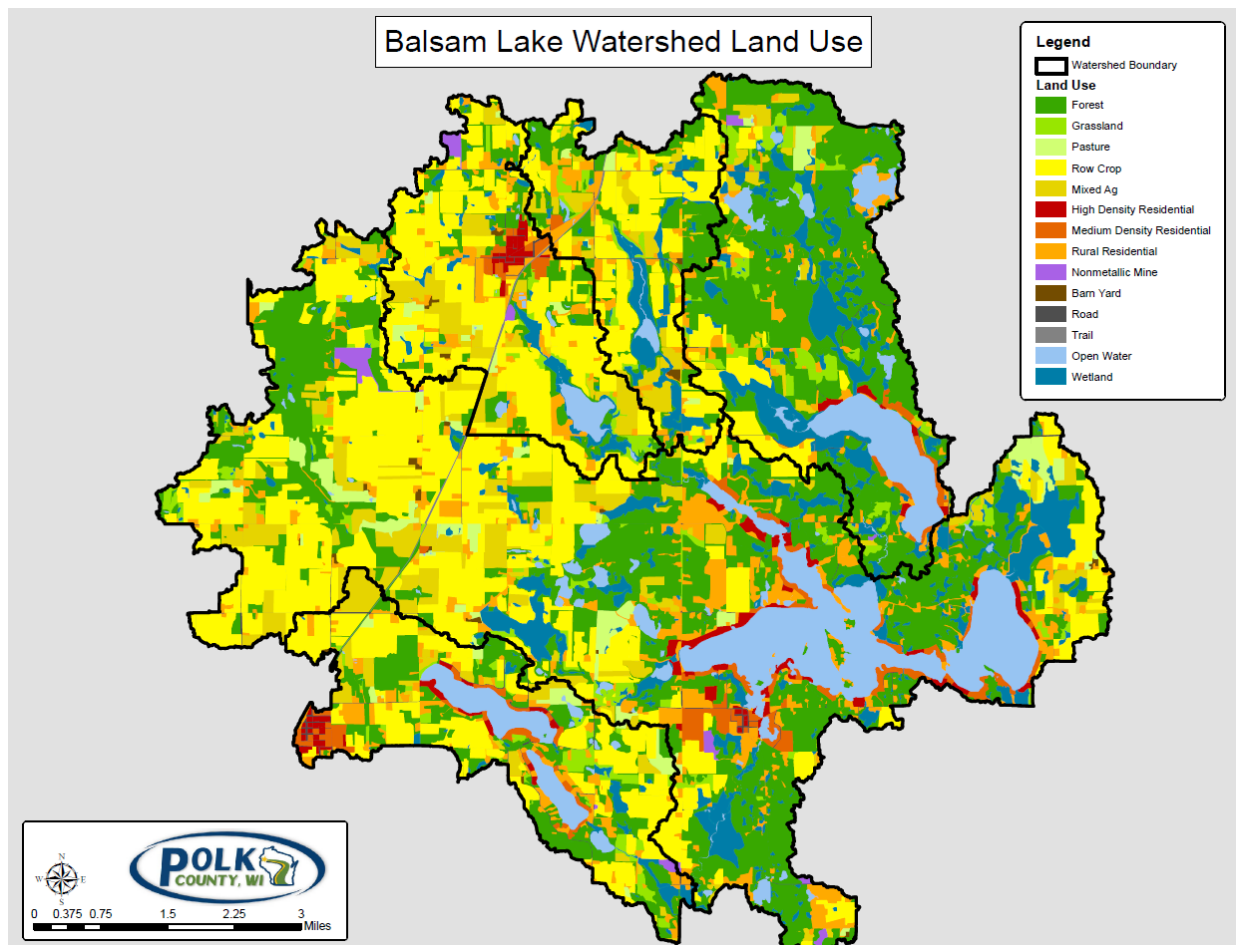 Balsam Lake Watershed Land Use
Legend
Watershed Boundary
Land Use
Forest
Grassland
Pasture
Row Crop
Mixed Ag
High Density Residential
Medium Density Residential
Rural Residential
Nonmetallic Mine
Barn Yard
Road
Trail
Open Water
Wetland
N
W E
S
POLK
COUNTY, WI
0 0.375 0.75 1.5 2.25 3
Miles